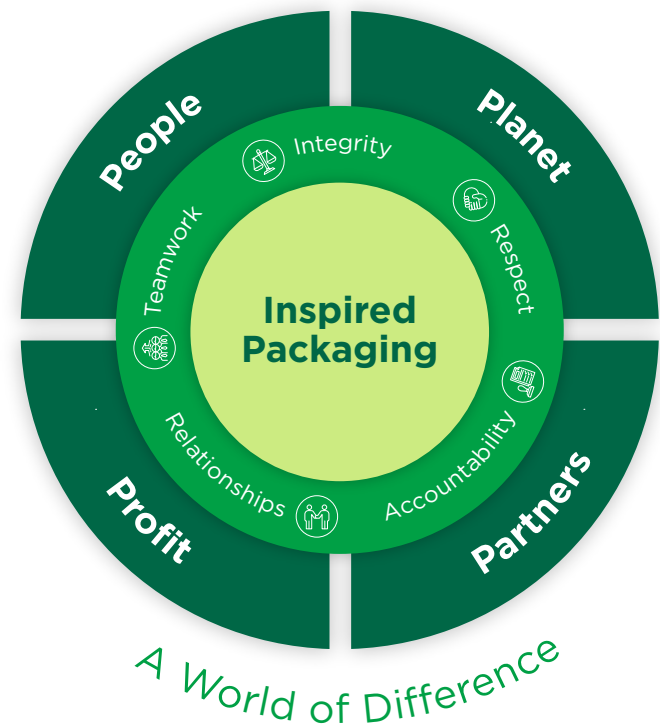 People
Planet
Integrity
Respect
Teamwork
Inspired
Packaging
Relationships
Accountability
Profit
Partners
A World of Difference